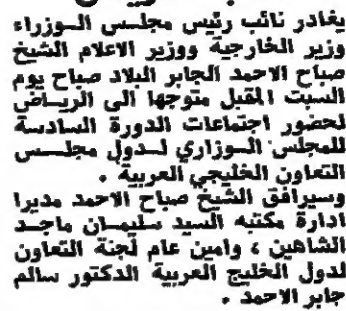 يغادر نائب رئيس مجلس الوزراء
وزير الخارجية ووزير الاعلام الشيخ
صباح الاحمد الجابر البلاد صباح يوم
السبت المقبل متوجها الى الرياض
لحضور اجتماعات الدورة السادسة
للمجلس الوزاري لدول مجلس
التعاون الخليجي العربية .
وسيرافق الشيخ صباح الاحمد مديرا
ادارة مكتبه السيد سليمان ماجد
الشاهين ، وامين عام لجنة التعاون
لدول الخليج العربية الدكتور سالم
جابر الاحمد .